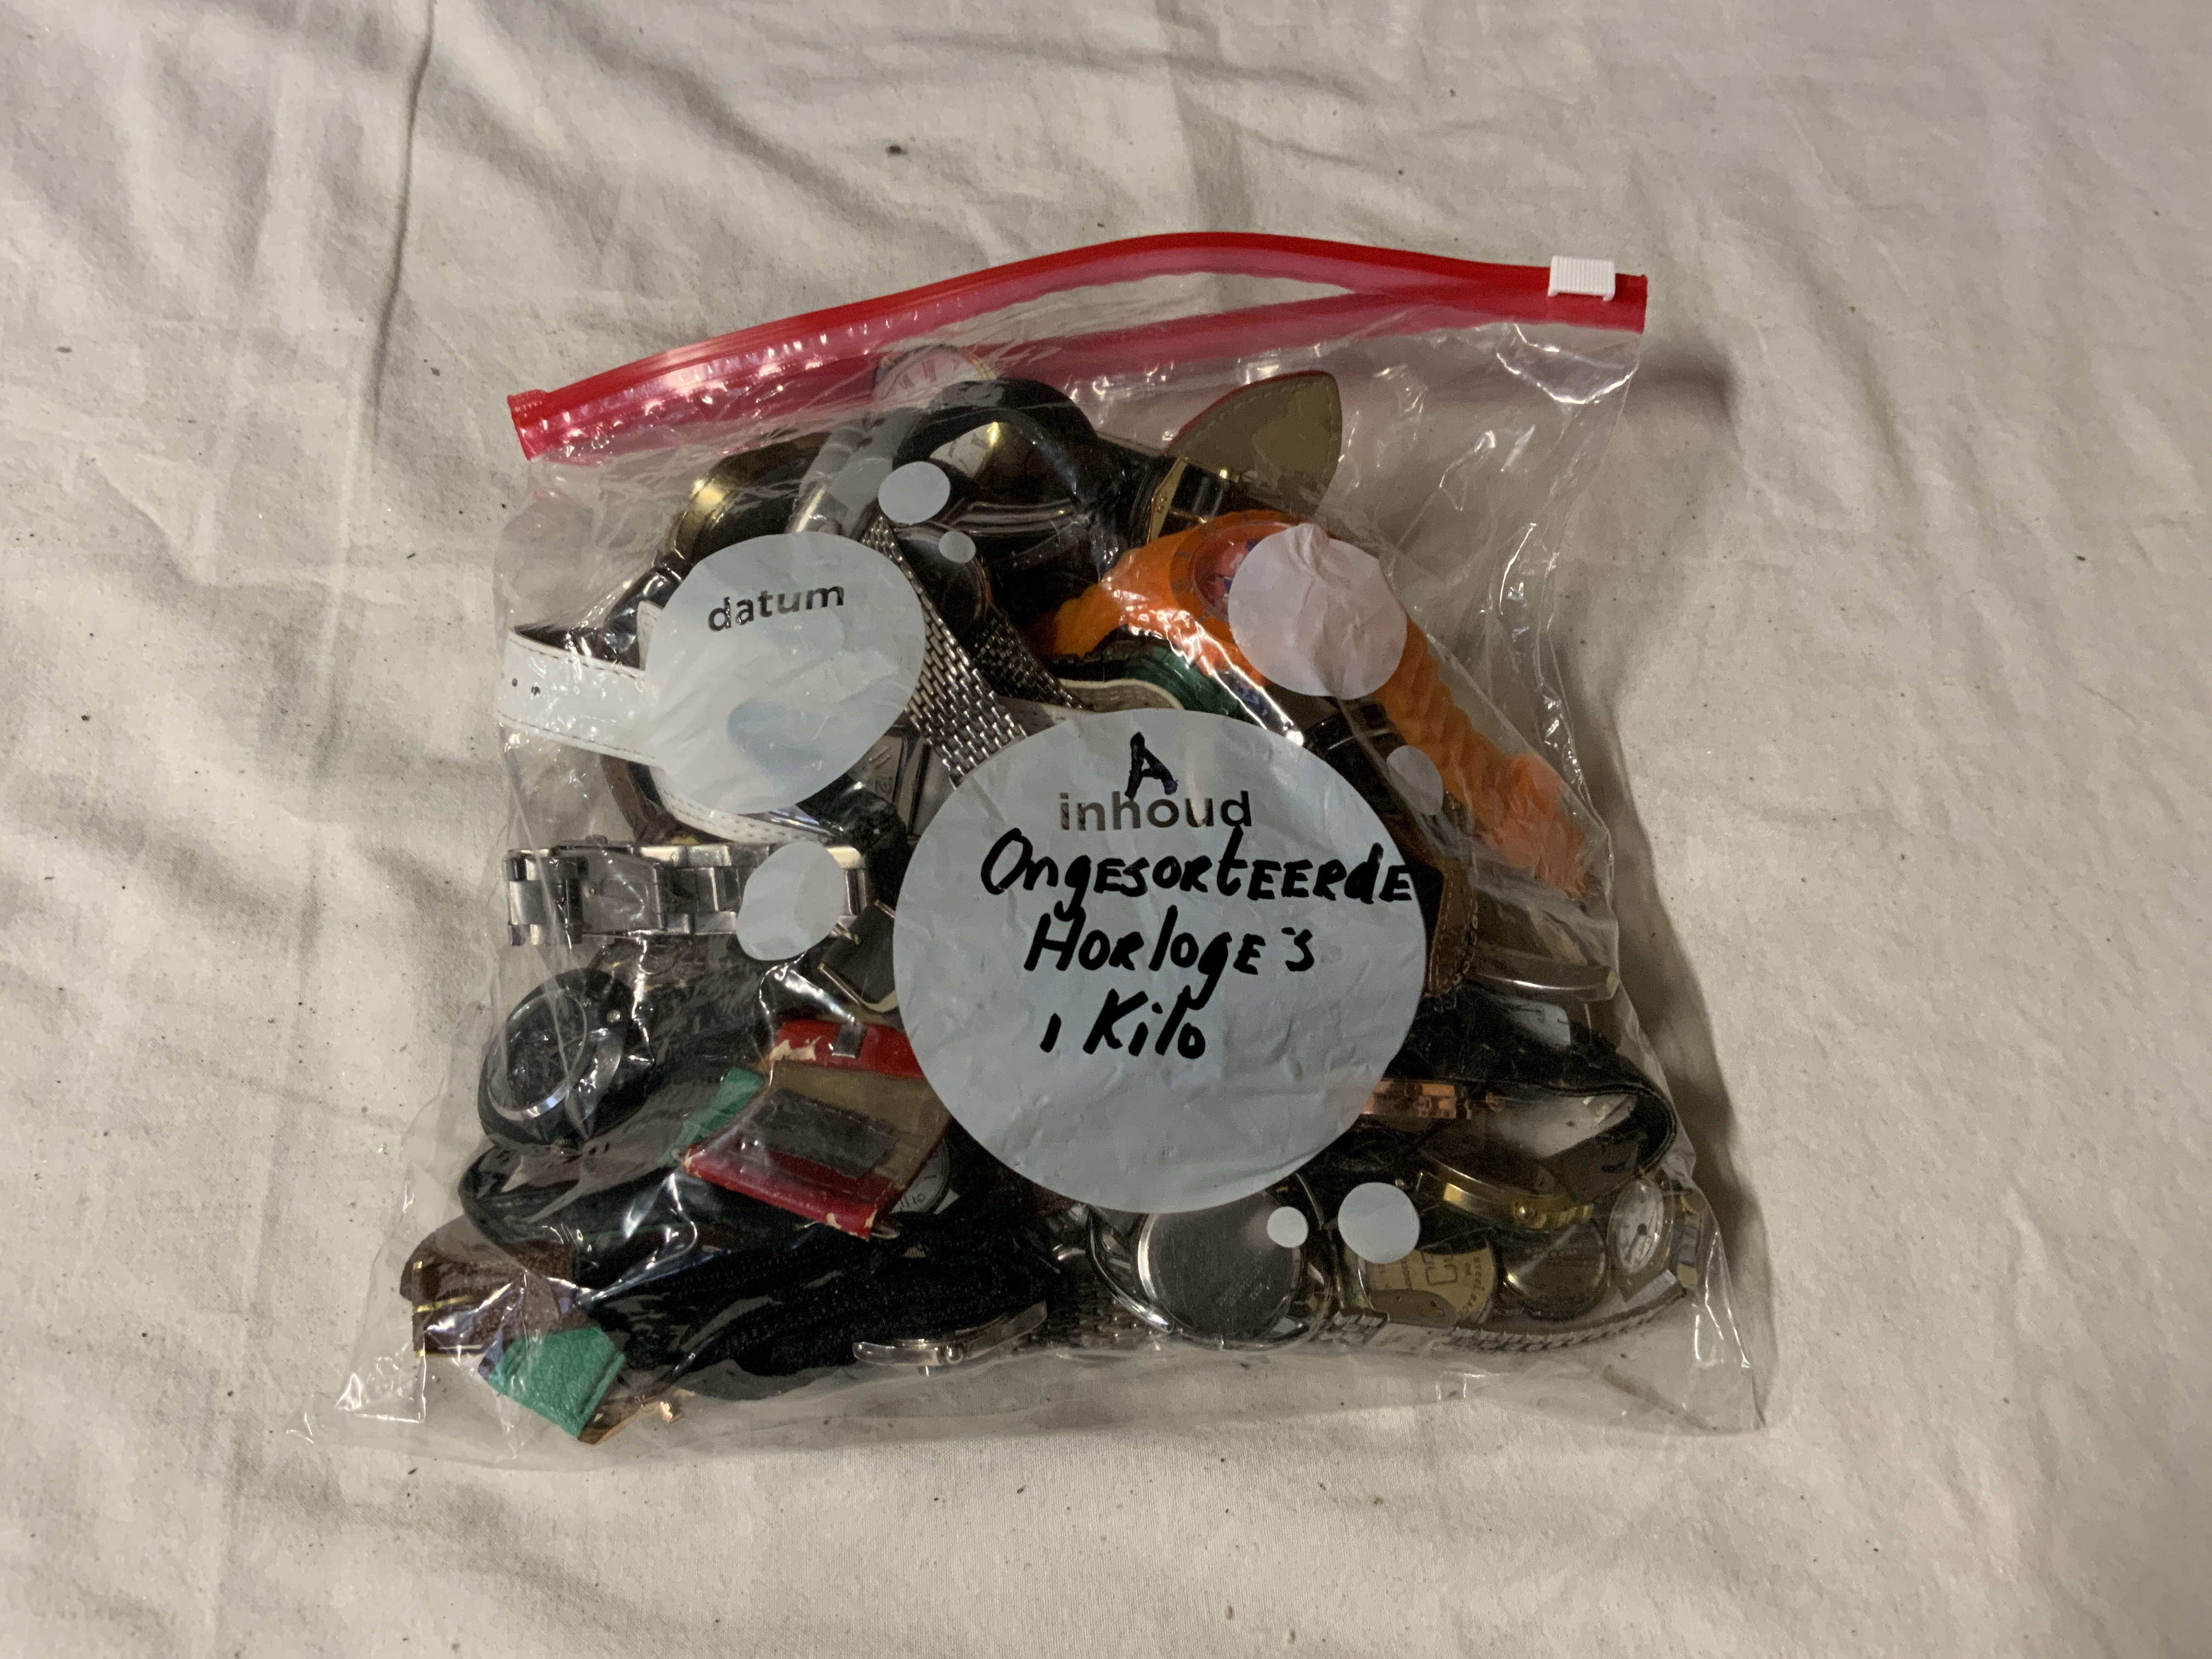 datum
A
inhoud
Ongesorteerde
Horloge's
1 Kilo